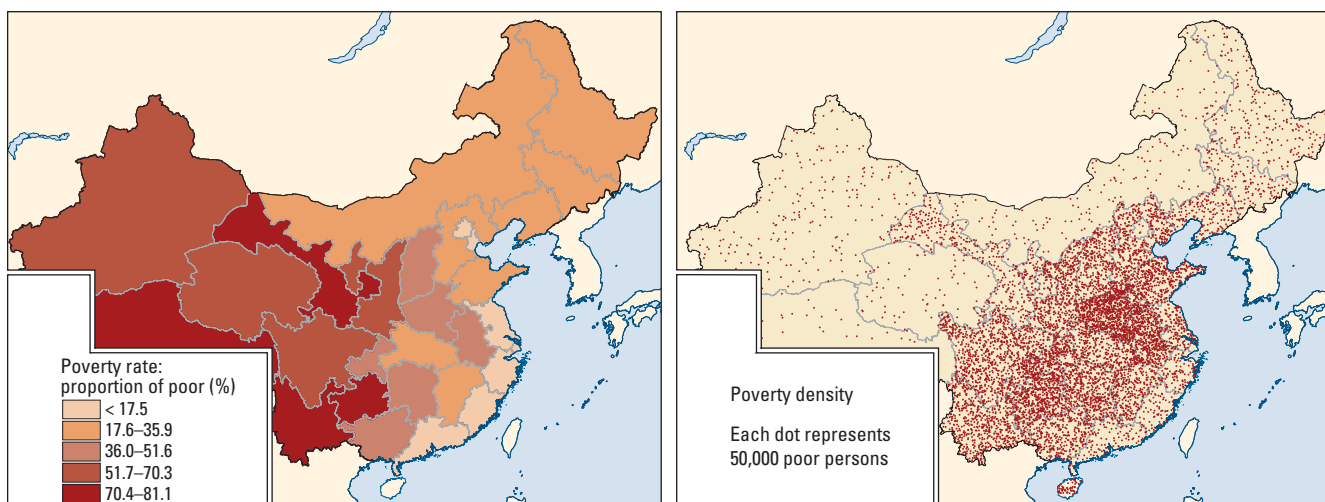 Poverty rate:
proportion of poor (%)
< 17.5
17.6–35.9
36.0–51.6
51.7–70.3
70.4–81.1
Poverty density
Each dot represents
50,000 poor persons